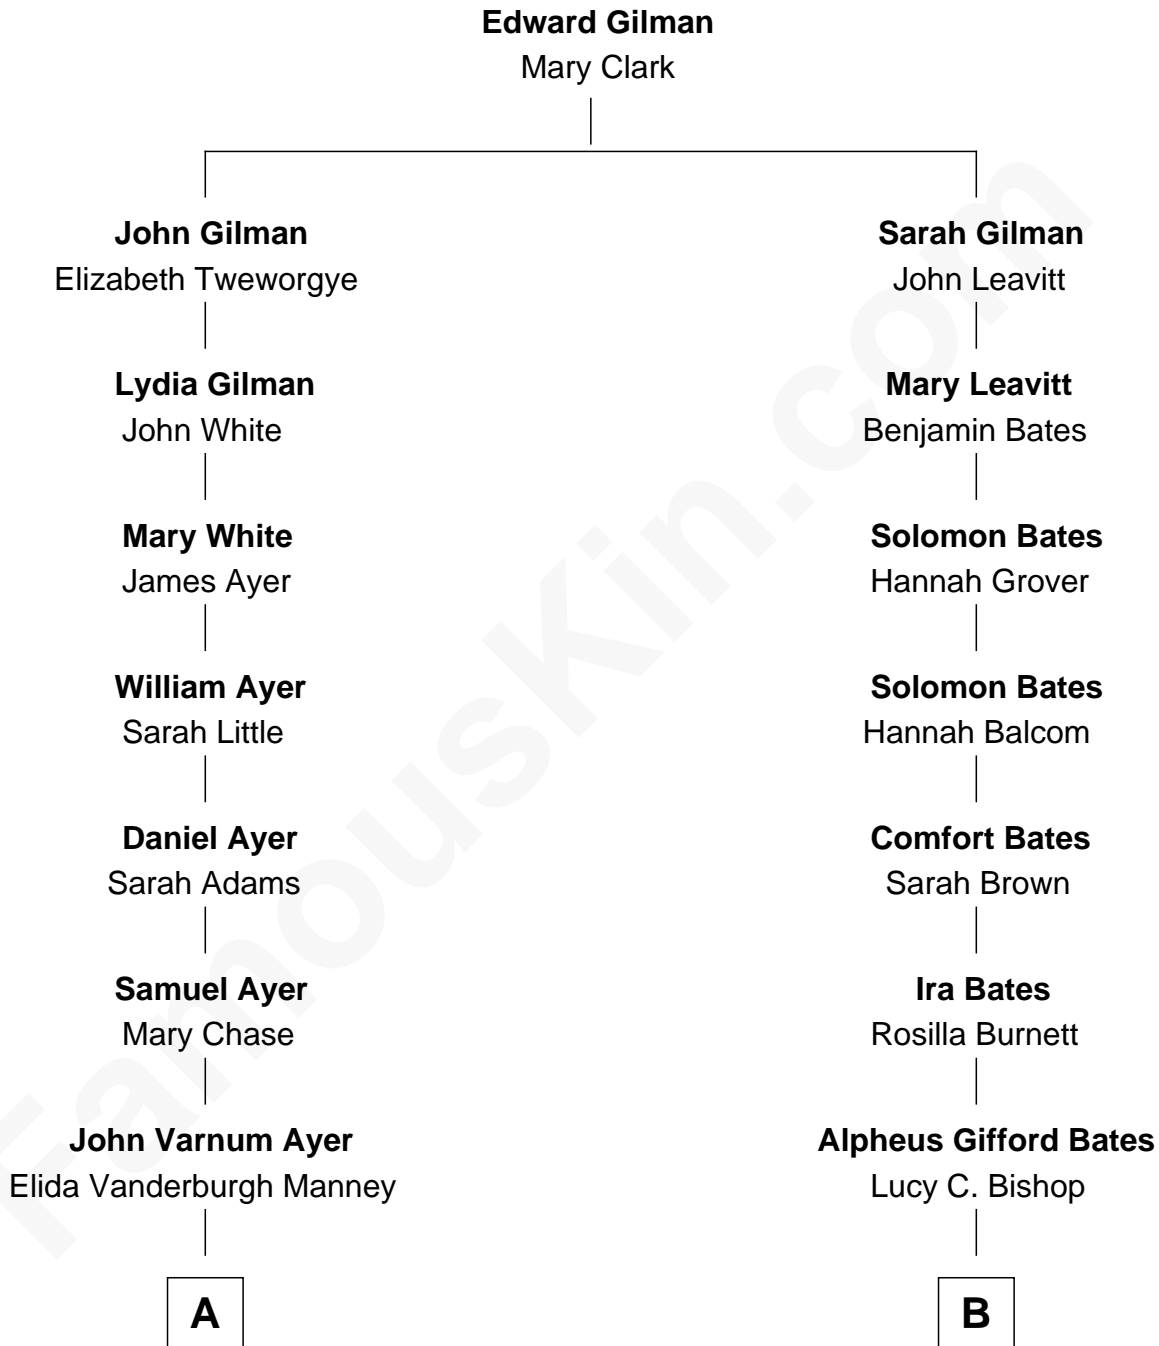 Edward Gilman
Mary Clark
John Gilman
Elizabeth Tweworgye
Sarah Gilman
John Leavitt
Lydia Gilman
John White
Mary Leavitt
Benjamin Bates
Mary White
James Ayer
Solomon Bates
Hannah Grover
William Ayer
Sarah Little
Solomon Bates
Hannah Balcom
Daniel Ayer
Sarah Adams
Comfort Bates
Sarah Brown
Samuel Ayer
Mary Chase
Ira Bates
Rosilla Burnett
John Varnum Ayer
Elida Vanderburgh Manney
Alpheus Gifford Bates
Lucy C. Bishop
A
B
FamousKin.com